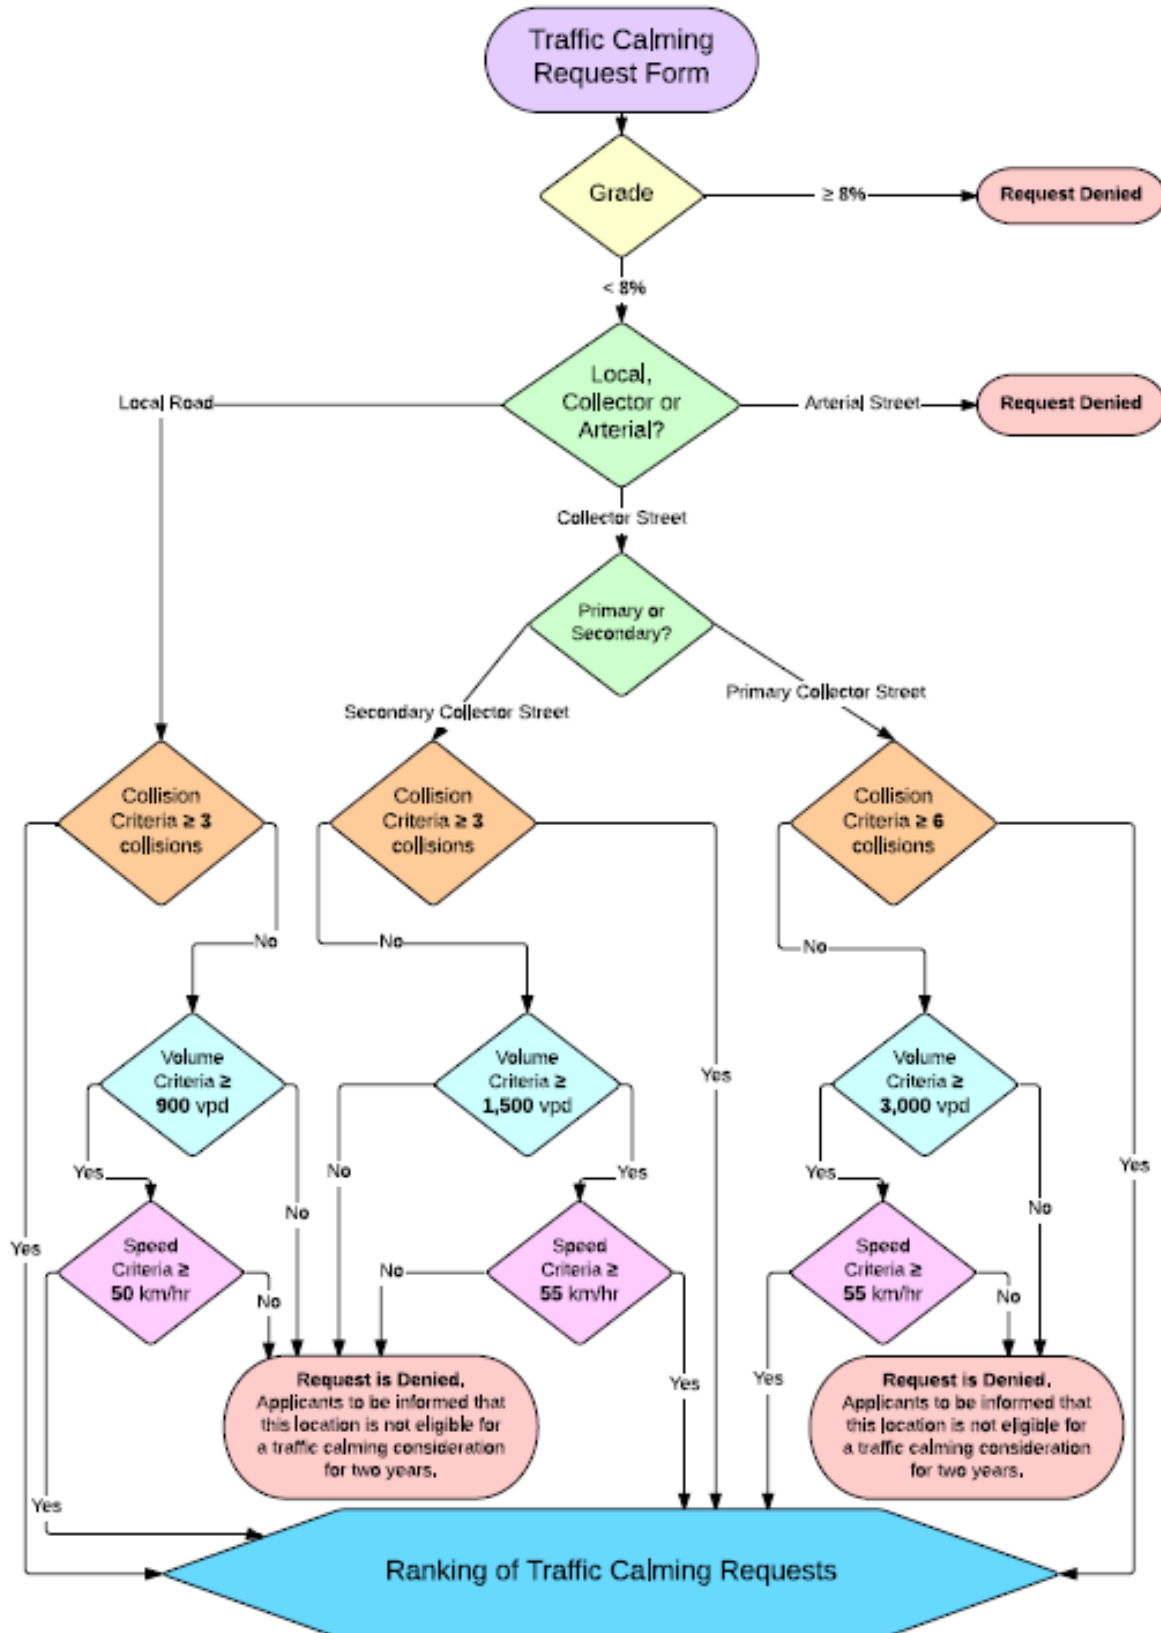 Traffic Calming
Request Form
Grade
≥ 8%
Request Denied
< 8%
Local,
Collector or
Arterial?
Local Road
Arterial Street
Request Denied
Collector Street
Primary or
Secondary?
Secondary Collector Street
Primary Collector Street
Collision
Criteria ≥ 3
collisions
Collision
Criteria ≥ 3
collisions
Collision
Criteria ≥ 6
collisions
No
No
No
Volume
Criteria ≥
900 vpd
Volume
Criteria ≥
1,500 vpd
Volume
Criteria ≥
3,000 vpd
Yes
Yes
Yes
No
Yes
Yes
No
No
Speed
Criteria ≥
50 km/hr
Speed
Criteria ≥
55 km/hr
Speed
Criteria ≥
55 km/hr
Yes
No
No
No
Request is Denied.
Applicants to be informed that
this location is not eligible for
a traffic calming consideration
for two years.
Yes
Yes
Request is Denied.
Applicants to be informed that
this location is not eligible for
a traffic calming consideration
for two years.
Yes
Ranking of Traffic Calming Requests